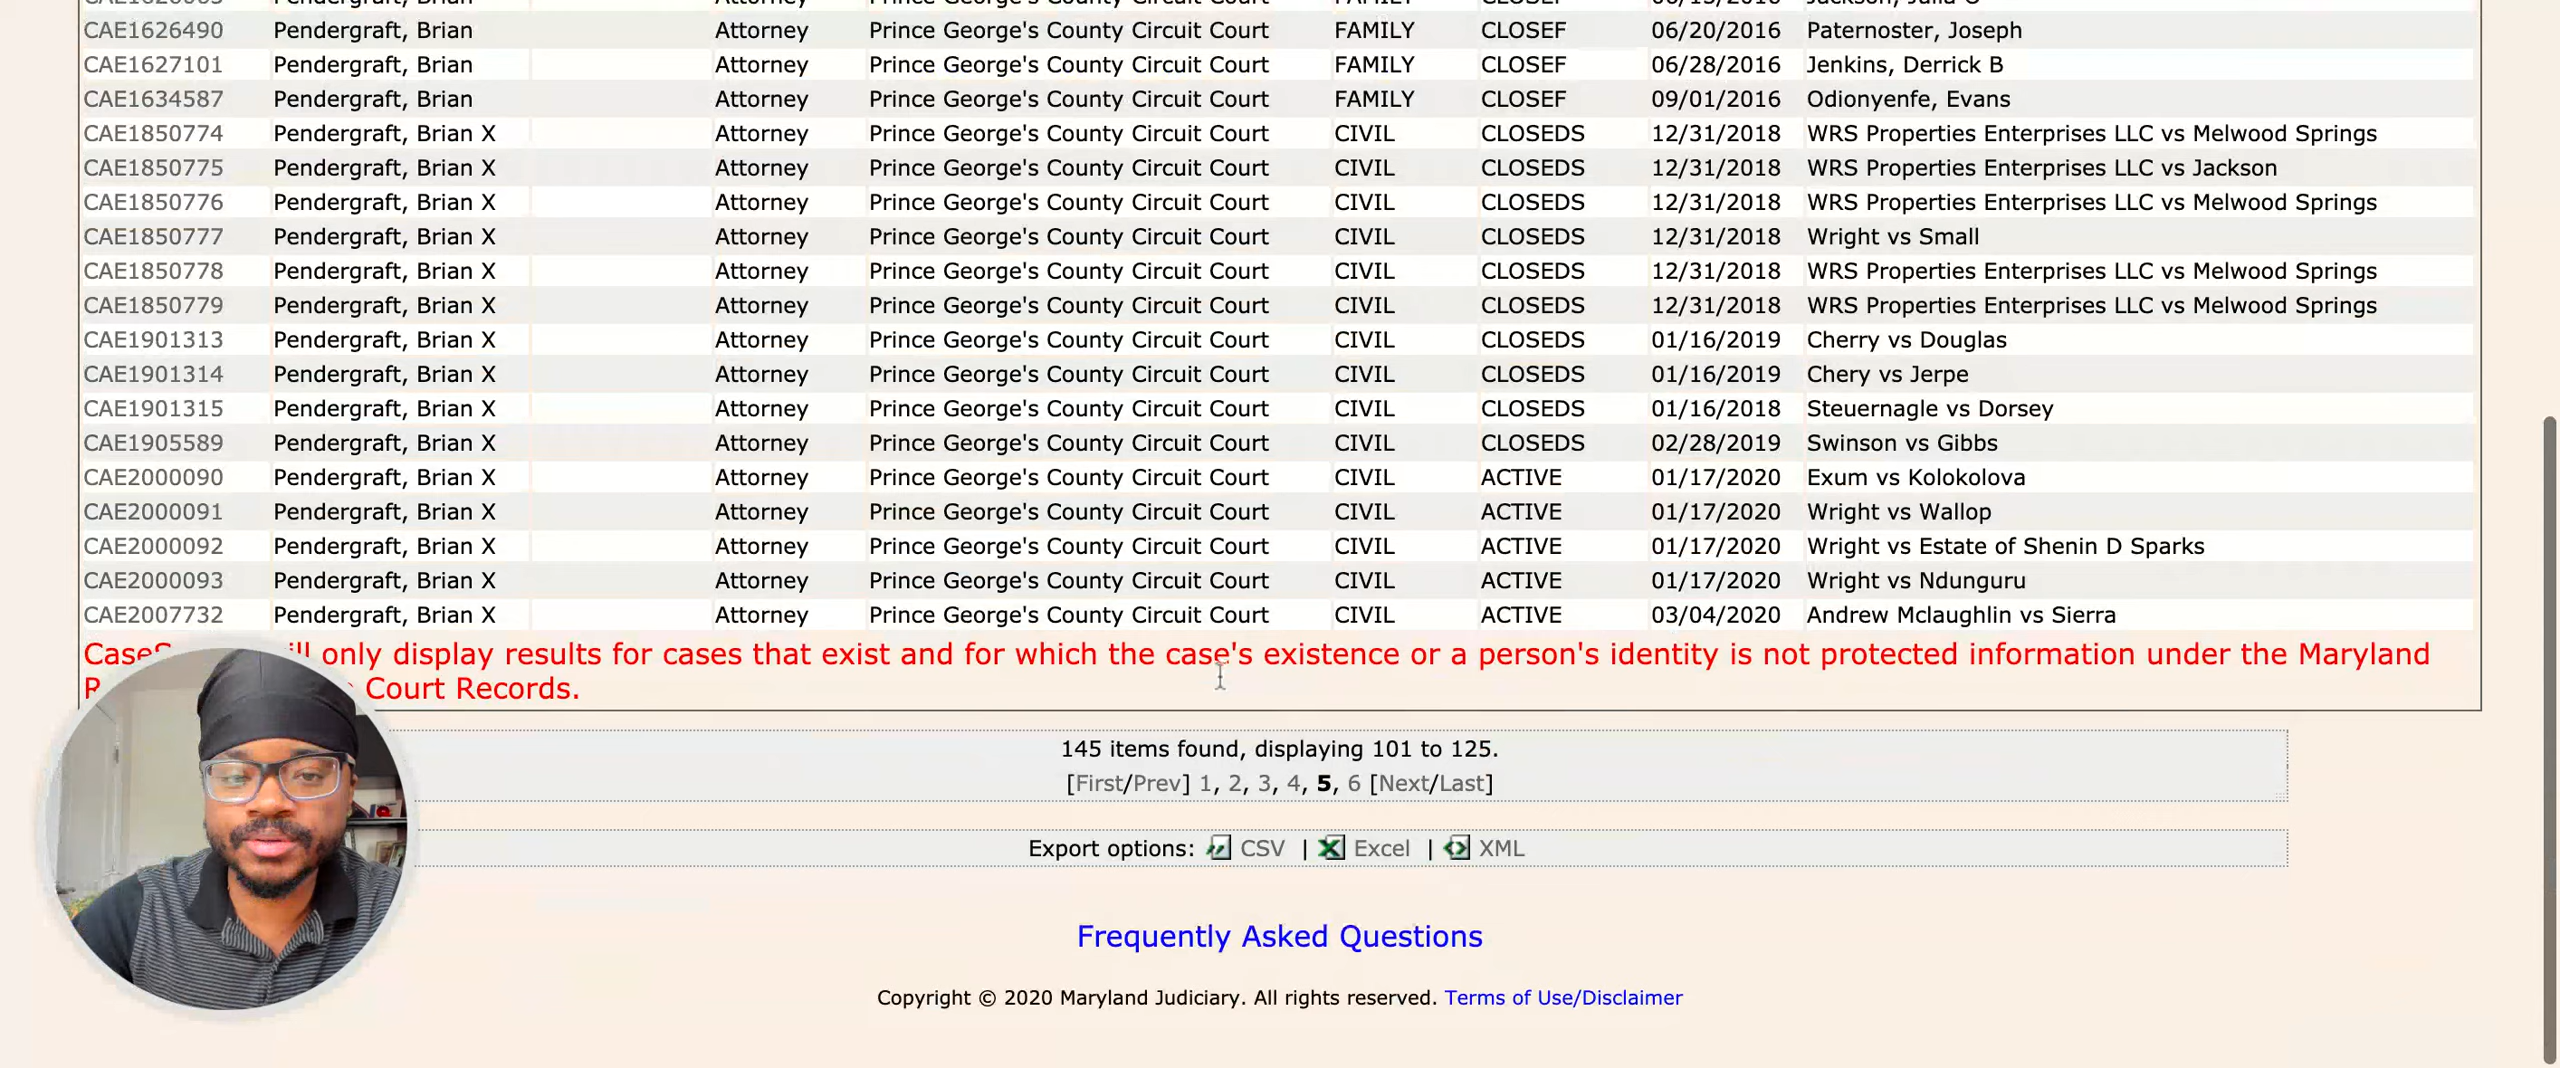 Pendergraft, Brian Attorney Prince George's County Circuit Court FAMILY CLOSEF
CAE1626490 Pendergraft, Brian Attorney Prince George's County Circuit Court FAMILY CLOSEF 06/20/2016 Paternoster, Joseph
CAE1627101 Pendergraft, Brian Attorney Prince George's County Circuit Court FAMILY CLOSEF 06/28/2016 Jenkins, Derrick B
CAE1634587 Pendergraft, Brian Attorney Prince George's County Circuit Court FAMILY CLOSEF 09/01/2016 Odionyenfe, Evans
CAE1850774 Pendergraft, Brian X Attorney Prince George's County Circuit Court CIVIL CLOSEDS 12/31/2018 WRS Properties Enterprises LLC vs Melwood Springs
CAE1850775 Pendergraft, Brian X Attorney Prince George's County Circuit Court CIVIL CLOSEDS 12/31/2018 WRS Properties Enterprises LLC vs Jackson
CAE1850776 Pendergraft, Brian X Attorney Prince George's County Circuit Court CIVIL CLOSEDS 12/31/2018 WRS Properties Enterprises LLC vs Melwood Springs
CAE1850777 Pendergraft, Brian X Attorney Prince George's County Circuit Court CIVIL CLOSEDS 12/31/2018 Wright vs Small
CAE1850778 Pendergraft, Brian X Attorney Prince George's County Circuit Court CIVIL CLOSEDS 12/31/2018 WRS Properties Enterprises LLC vs Melwood Springs
CAE1850779 Pendergraft, Brian X Attorney Prince George's County Circuit Court CIVIL CLOSEDS 12/31/2018 WRS Properties Enterprises LLC vs Melwood Springs
CAE1901313 Pendergraft, Brian X Attorney Prince George's County Circuit Court CIVIL CLOSEDS 01/16/2019 Cherry vs Douglas
CAE1901314 Pendergraft, Brian X Attorney Prince George's County Circuit Court CIVIL CLOSEDS 01/16/2019 Chery vs Jerpe
CAE1901315 Pendergraft, Brian X Attorney Prince George's County Circuit Court CIVIL CLOSEDS 01/16/2018 Steuernagle vs Dorsey
CAE1905589 Pendergraft, Brian X Attorney Prince George's County Circuit Court CIVIL CLOSEDS 02/28/2019 Swinson vs Gibbs
CAE2000090 Pendergraft, Brian X Attorney Prince George's County Circuit Court CIVIL ACTIVE 01/17/2020 Exum vs Kolokolova
CAE2000091 Pendergraft, Brian X Attorney Prince George's County Circuit Court CIVIL ACTIVE 01/17/2020 Wright vs Wallop
CAE2000092 Pendergraft, Brian X Attorney Prince George's County Circuit Court CIVIL ACTIVE 01/17/2020 Wright vs Estate of Shenin D Sparks
CAE2000093 Pendergraft, Brian X Attorney Prince George's County Circuit Court CIVIL ACTIVE 01/17/2020 Wright vs Ndunguru
CAE2007732 Pendergraft, Brian X Attorney Prince George's County Circuit Court CIVIL ACTIVE 03/04/2020 Andrew Mclaughlin vs Sierra
only display results for cases that exist and for which the case's existence or a person's identity is not protected information under the Maryland
Court Records.
145 items found, displaying 101 to 125.
[First/Prev] 1, 2, 3, 4, 5, 6 [Next/Last]
Export options: CSV | Excel | XML
Frequently Asked Questions
Copyright © 2020 Maryland Judiciary. All rights reserved. Terms of Use/Disclaimer